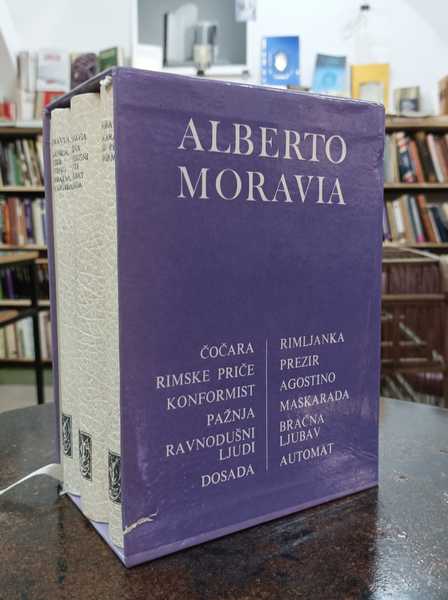 ALBERTO
MORAVIA
ČOČARA
RIMSKE PRIČE
KONFORMIST
PAŽNJA
RAVNODUŠNI
LJUDI
DOSADA
RIMLJANKA
PREZIR
AGOSTINO
MASKARADA
BRAČNA
LJUBAV
AUTOMAT